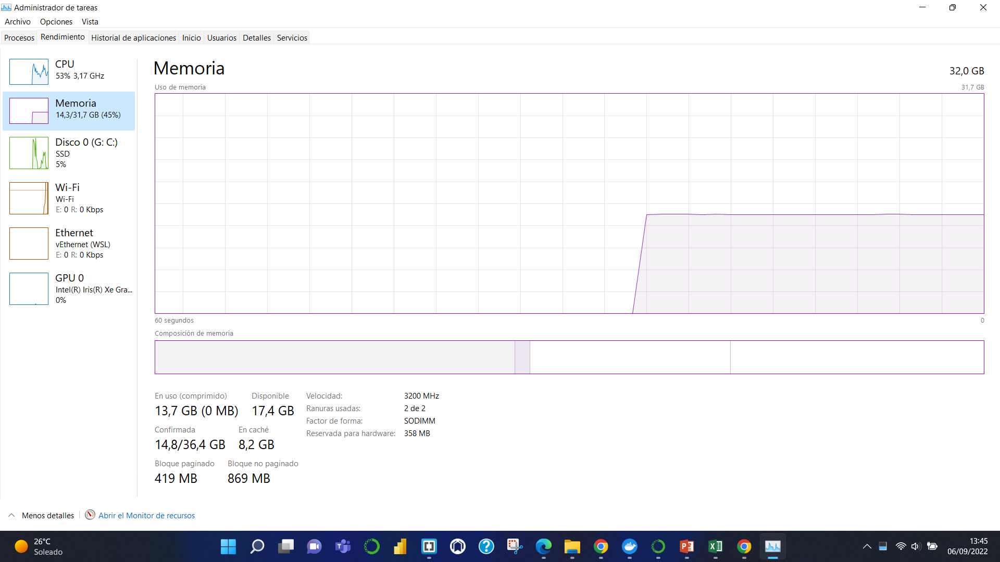 Administrador de tareas
Archivo Opciones Vista
Procesos Rendimiento Historial de aplicaciones Inicio Usuarios Detalles Servicios
CPU
53% 3,17 GHz
Memoria
14,3/31,7 GB (45%)
Disco 0 (G: C:)
SSD
5%
Wi-Fi
Wi-Fi
E: 0 R: 0 Kbps
Ethernet
vEthernet (WSL)
E: 0 R: 0 Kbps
GPU 0
Intel(R) Iris(R) Xe Gra...
0%
Memoria 32,0 GB
Uso de memoria 31,7 GB
60 segundos 0
Composición de memoria
En uso (comprimido) Disponible
13,7 GB (0 MB) 17,4 GB
Confirmada En caché
14,8/36,4 GB 8,2 GB
Bloque paginado Bloque no paginado
419 MB 869 MB
Velocidad: 3200 MHz
Ranuras usadas: 2 de 2
Factor de forma: SODIMM
Reservada para hardware: 358 MB
Menos detalles Abrir el Monitor de recursos
26°C
Soleado
13:45
06/09/2022